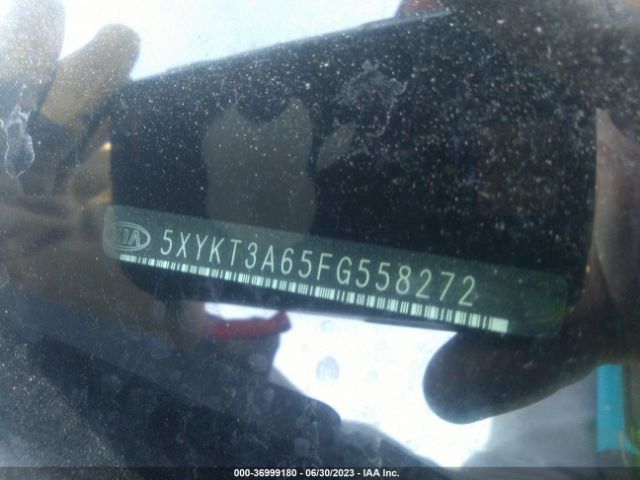 KIA 5XYKT3A65FG558272
000-36999180 - 06/30/2023 - IAA Inc.